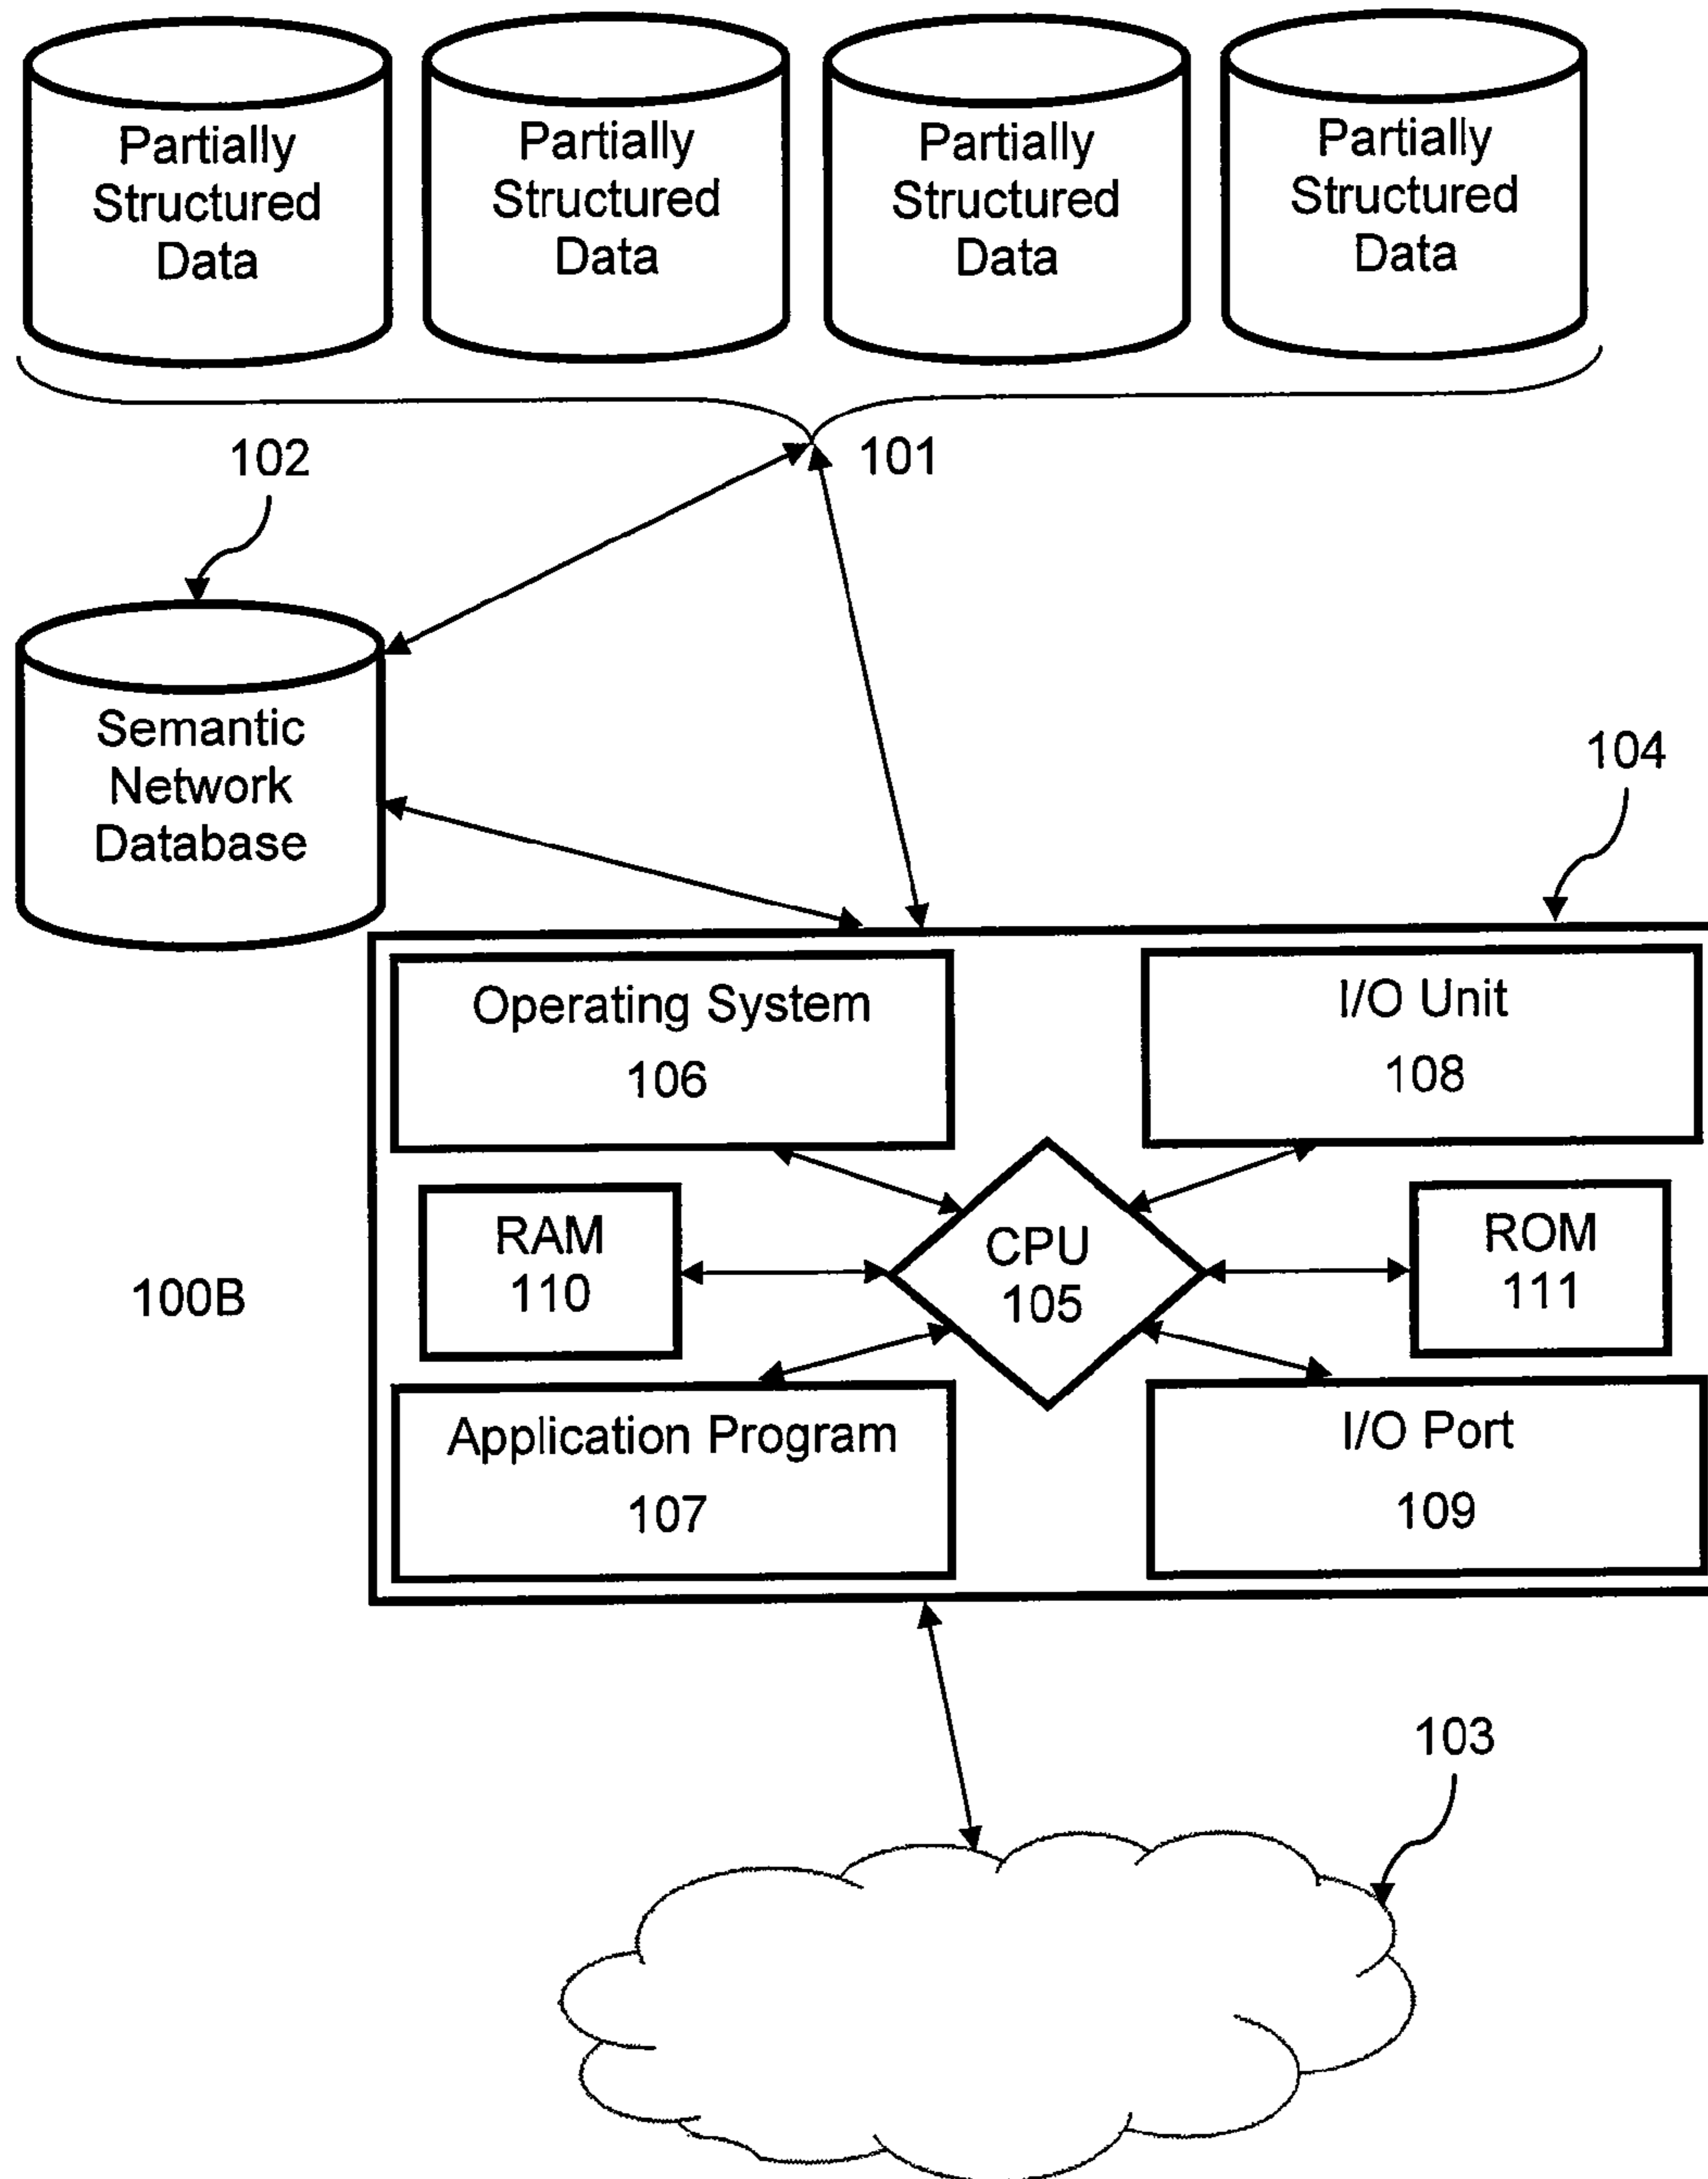 Partially
Structured
Data
Partially
Structured
Data
Partially
Structured
Data
Partially
Structured
Data
101
102
Semantic
Network
Database
104
Operating System
106
I/O Unit
108
RAM
110
CPU
105
ROM
111
100B
Application Program
107
I/O Port
109
103